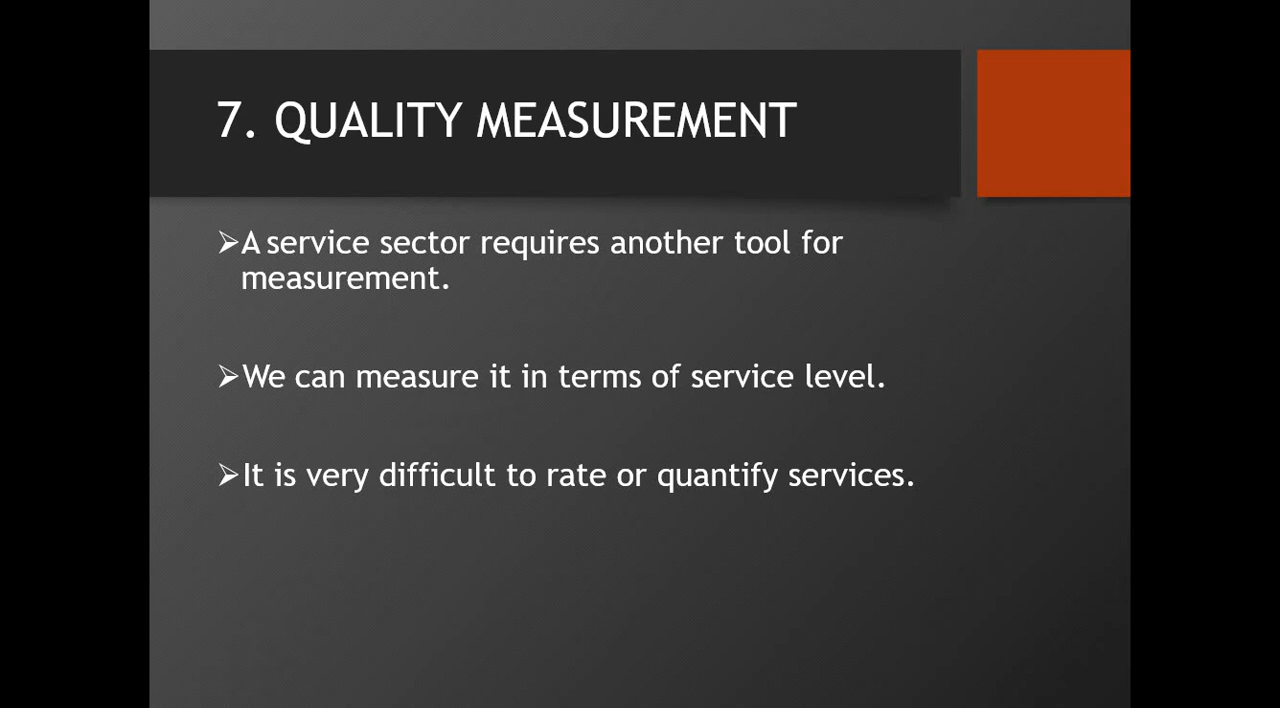 7. QUALITY MEASUREMENT
➢A service sector requires another tool for
measurement.
➢We can measure it in terms of service level.
➢It is very difficult to rate or quantify services.